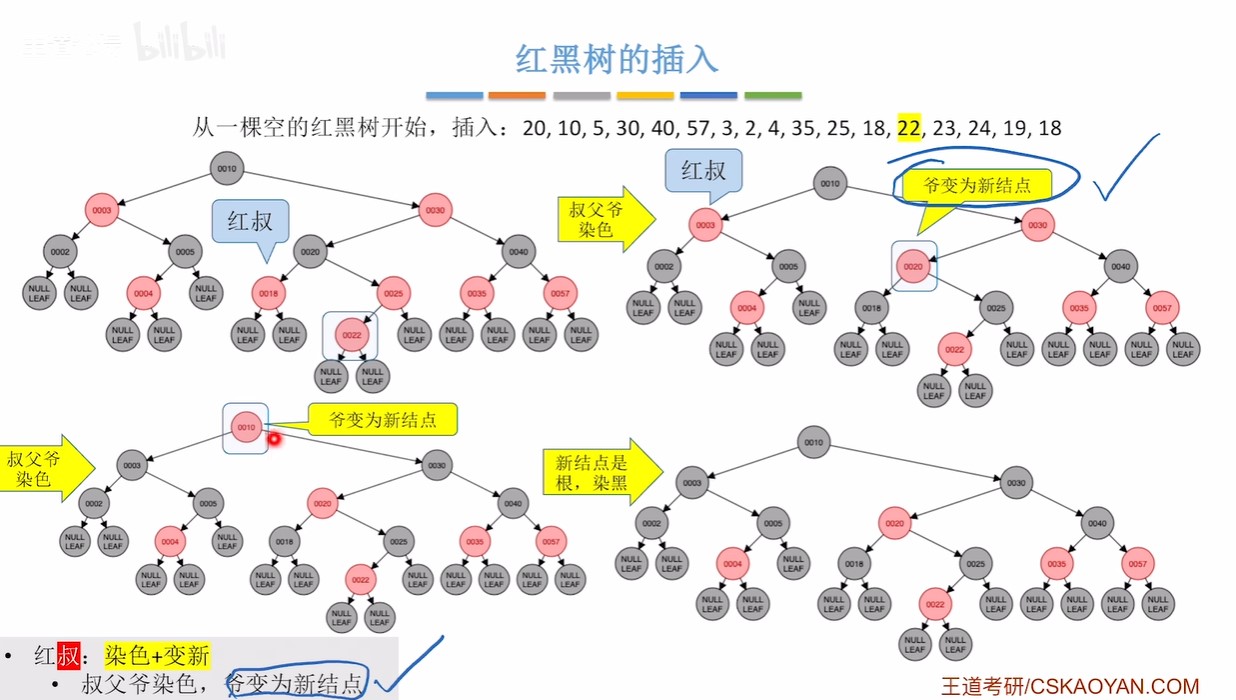 bilibili
红黑树的插入
从一棵空的红黑树开始，插入：20, 10, 5, 30, 40, 57, 3, 2, 4, 35, 25, 18, 22, 23, 24, 19, 18
0010
0003
0030
红叔
0002
0005
0020
0040
NULL LEAF
NULL LEAF
0004
NULL LEAF
0018
0025
0035
0057
NULL LEAF
NULL LEAF
NULL LEAF
NULL LEAF
0022
NULL LEAF
NULL LEAF
NULL LEAF
NULL LEAF
NULL LEAF
NULL LEAF
NULL LEAF
叔父爷
染色
红叔
0010
爷变为新结点
0003
0030
0002
0005
0020
0040
NULL LEAF
NULL LEAF
0004
NULL LEAF
0018
0025
0035
0057
NULL LEAF
NULL LEAF
NULL LEAF
NULL LEAF
0022
NULL LEAF
NULL LEAF
NULL LEAF
NULL LEAF
NULL LEAF
NULL LEAF
NULL LEAF
叔父爷
染色
0010
爷变为新结点
0003
0030
0002
0005
0020
0040
NULL LEAF
NULL LEAF
0004
NULL LEAF
0018
0025
0035
0057
NULL LEAF
NULL LEAF
NULL LEAF
NULL LEAF
0022
NULL LEAF
NULL LEAF
NULL LEAF
NULL LEAF
NULL LEAF
NULL LEAF
NULL LEAF
新结点是
根，染黑
0010
0003
0030
0002
0005
0020
0040
NULL LEAF
NULL LEAF
0004
NULL LEAF
0018
0025
0035
0057
NULL LEAF
NULL LEAF
NULL LEAF
NULL LEAF
0022
NULL LEAF
NULL LEAF
NULL LEAF
NULL LEAF
NULL LEAF
NULL LEAF
NULL LEAF
• 红叔：染色+变新
• 叔父爷染色，爷变为新结点
王道考研/CSKAOYAN.COM